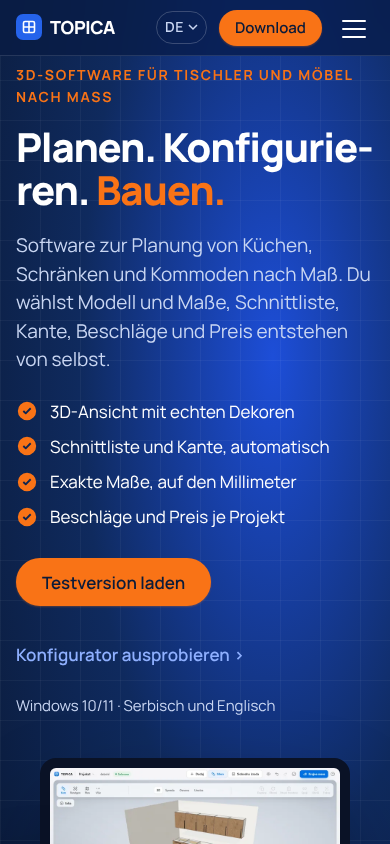 TOPICA
DE
Download
3D-SOFTWARE FÜR TISCHLER UND MÖBEL
NACH MASS
Planen. Konfigurie-
ren. Bauen.
Software zur Planung von Küchen,
Schränken und Kommoden nach Maß. Du
wählst Modell und Maße, Schnittliste,
Kante, Beschläge und Preis entstehen
von selbst.
3D-Ansicht mit echten Dekoren
Schnittliste und Kante, automatisch
Exakte Maße, auf den Millimeter
Beschläge und Preis je Projekt
Testversion laden
Konfigurator ausprobieren ›
Windows 10/11 · Serbisch und Englisch
TOPICA